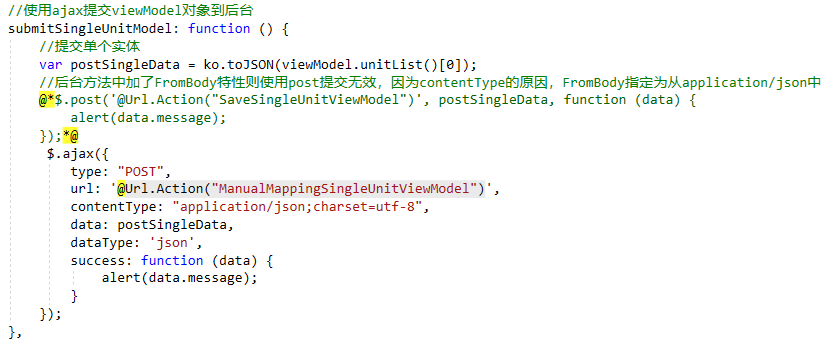 //使用ajax提交viewModel对象到后台
submitSingleUnitModel: function () {
//提交单个实体
var postSingleData = ko.toJSON(viewModel.unitList()[0]);
//后台方法中加了FromBody特性则使用post提交无效，因为contentType的原因，FromBody指定为从application/json中
@*$.post('@Url.Action("SaveSingleUnitViewModel")', postSingleData, function (data) {
alert(data.message);
});*@
$.ajax({
type: "POST",
url: '@Url.Action("ManualMappingSingleUnitViewModel")',
contentType: "application/json;charset=utf-8",
data: postSingleData,
dataType: 'json',
success: function (data) {
alert(data.message);
}
});
},